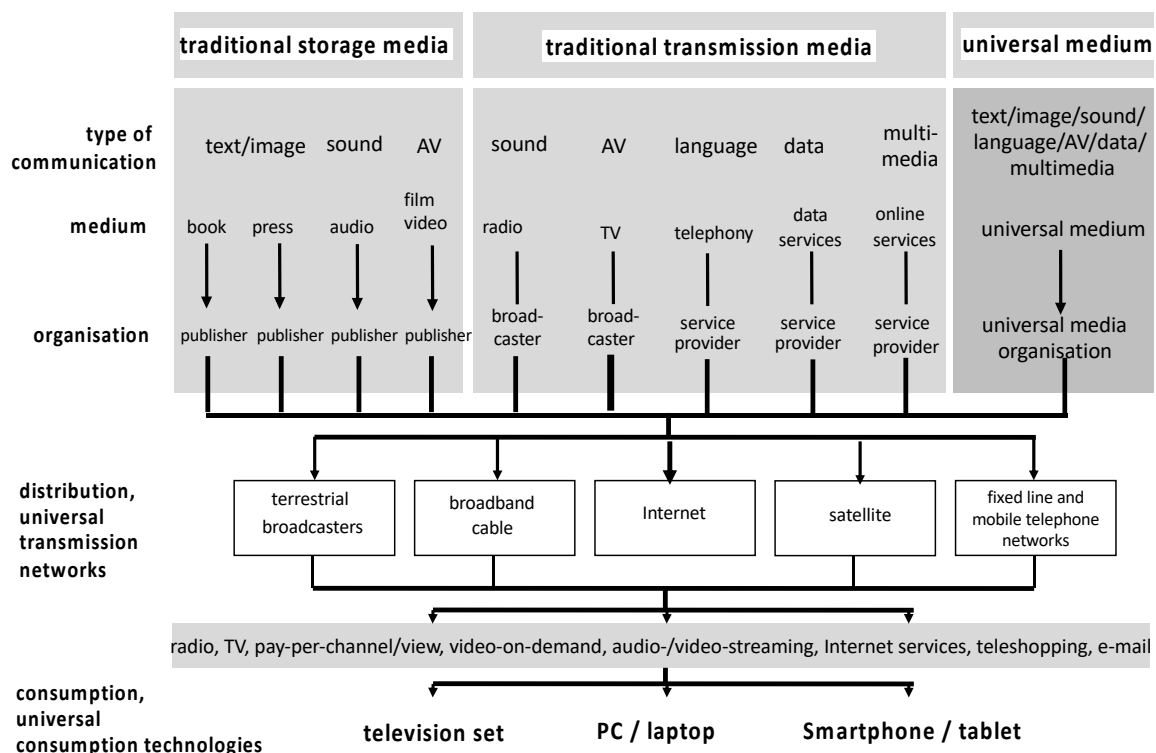 traditional storage media
traditional transmission media
universal medium
type of
communication
text/image
sound
AV
sound
AV
language
data
multi-
media
text/image/sound/
language/AV/data/
multimedia
medium
book
press
audio
film
video
radio
TV
telephony
data
services
online
services
universal medium
organisation
publisher
publisher
publisher
publisher
broad-
caster
broad-
caster
service
provider
service
provider
service
provider
universal media
organisation
distribution,
universal
transmission
networks
terrestrial
broadcasters
broadband
cable
Internet
satellite
fixed line and
mobile telephone
networks
radio, TV, pay-per-channel/view, video-on-demand, audio-/video-streaming, Internet services, teleshopping, e-mail
consumption,
universal
consumption technologies
television set
PC / laptop
Smartphone / tablet